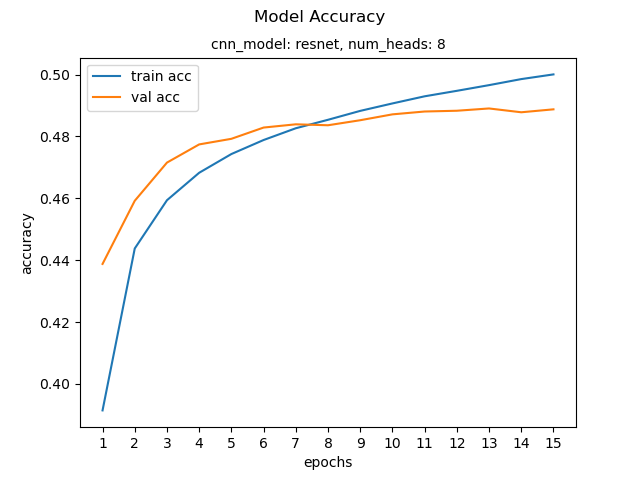 Model Accuracy
cnn_model: resnet, num_heads: 8
train acc
val acc
0.50
0.48
0.46
0.44
0.42
0.40
accuracy
1 2 3 4 5 6 7 8 9 10 11 12 13 14 15
epochs